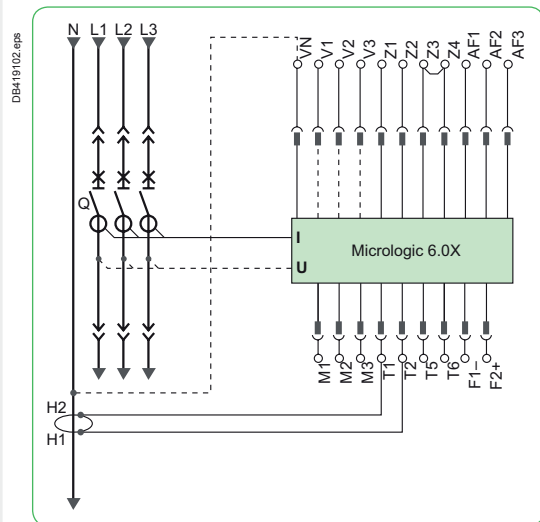 DB419102.eps
N L1 L2 L3
VN V1 V2 V3 Z1 Z2 Z3 Z4 AF1 AF2 AF3
Q
I
Micrologic 6.0X
U
M1 M2 M3 T1 T2 T5 T6 F1– F2+
H2
H1